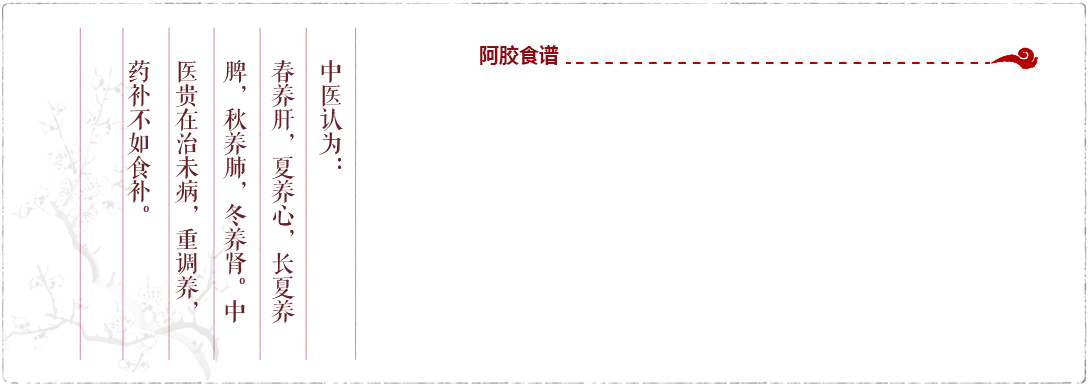 中医认为：
春养肝，夏养心，长夏养
脾，秋养肺，冬养肾。中
医贵在治未病，重调养，
药补不如食补。
阿胶食谱